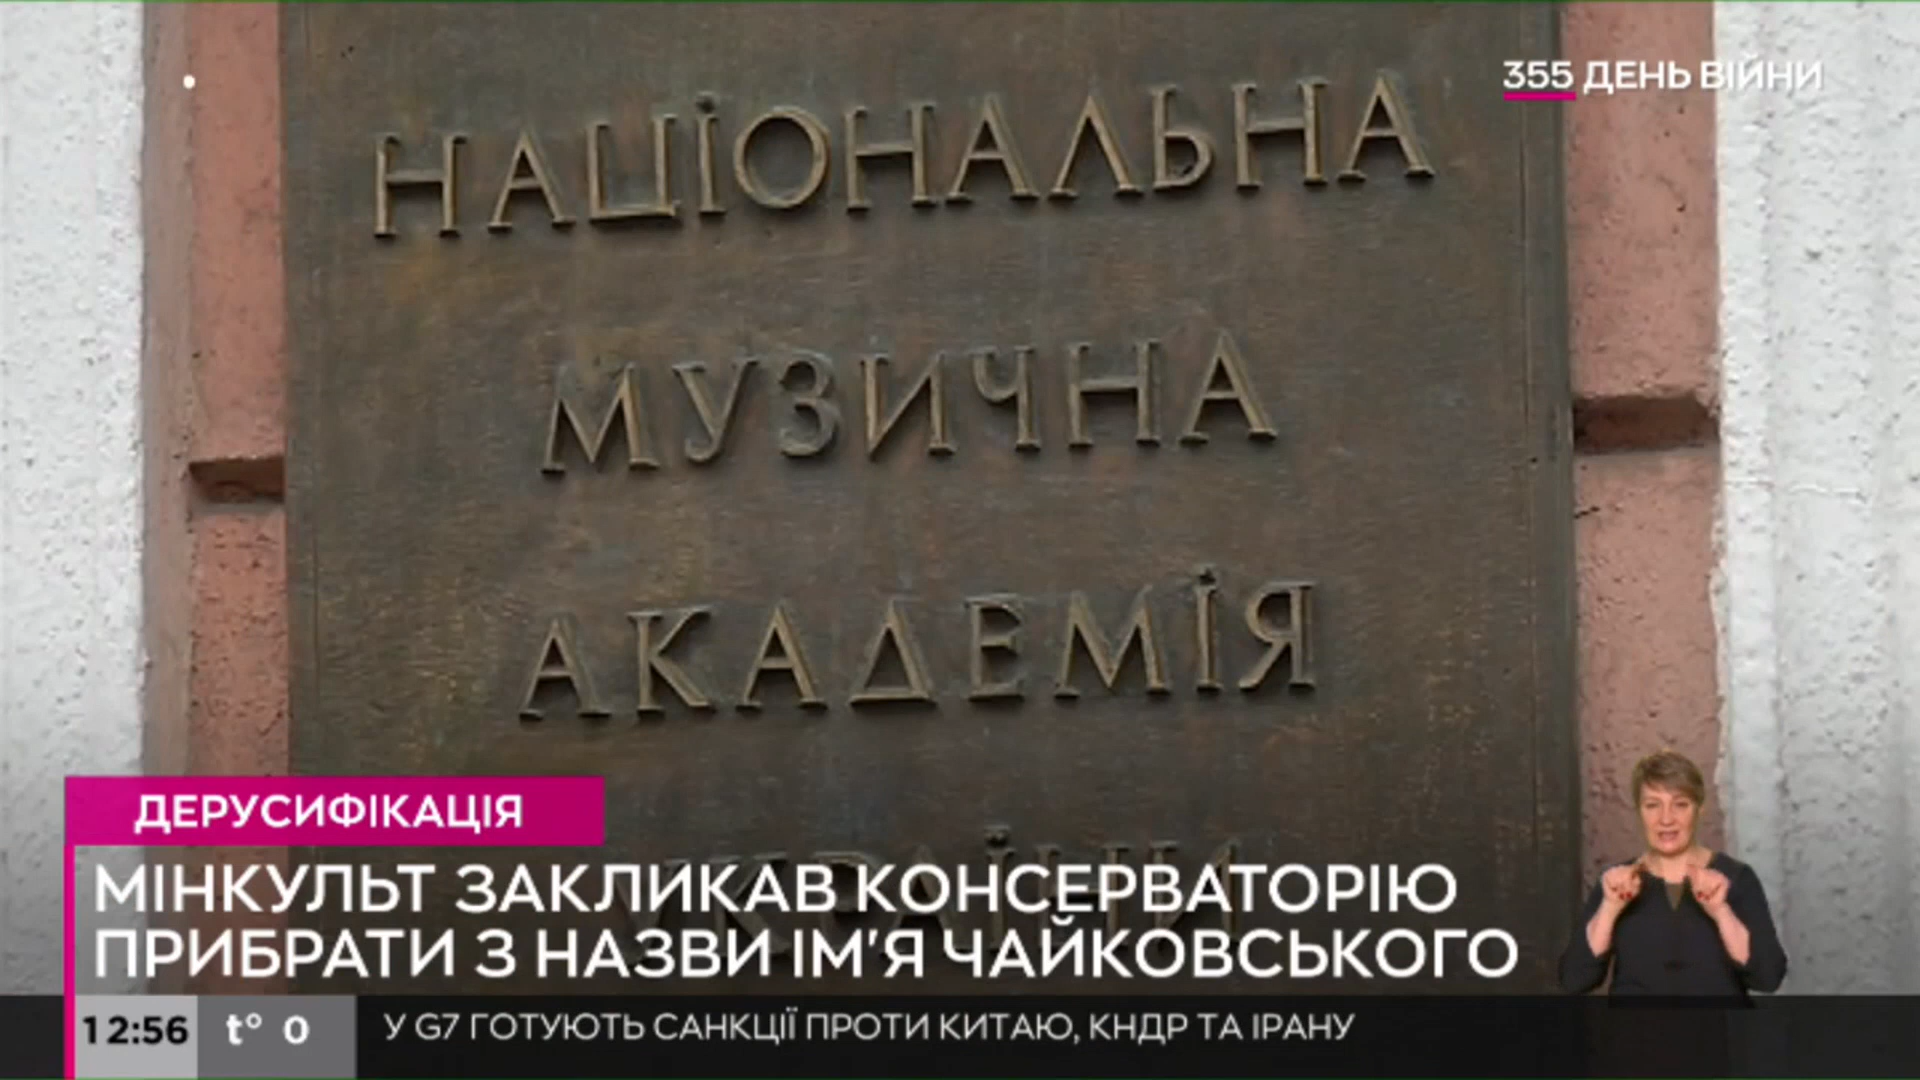 355 ДЕНЬ ВІЙНИ
НАЦІОНАЛЬНА
МУЗИЧНА
АКАДЕМІЯ
УКРАЇНИ
ДЕРУСИФІКАЦІЯ
МІНКУЛЬТ ЗАКЛИКАВ КОНСЕРВАТОРІЮ
ПРИБРАТИ З НАЗВИ ІМ'Я ЧАЙКОВСЬКОГО
12:56 t° 0 У G7 ГОТУЮТЬ САНКЦІЇ ПРОТИ КИТАЮ, КНДР ТА ІРАНУ